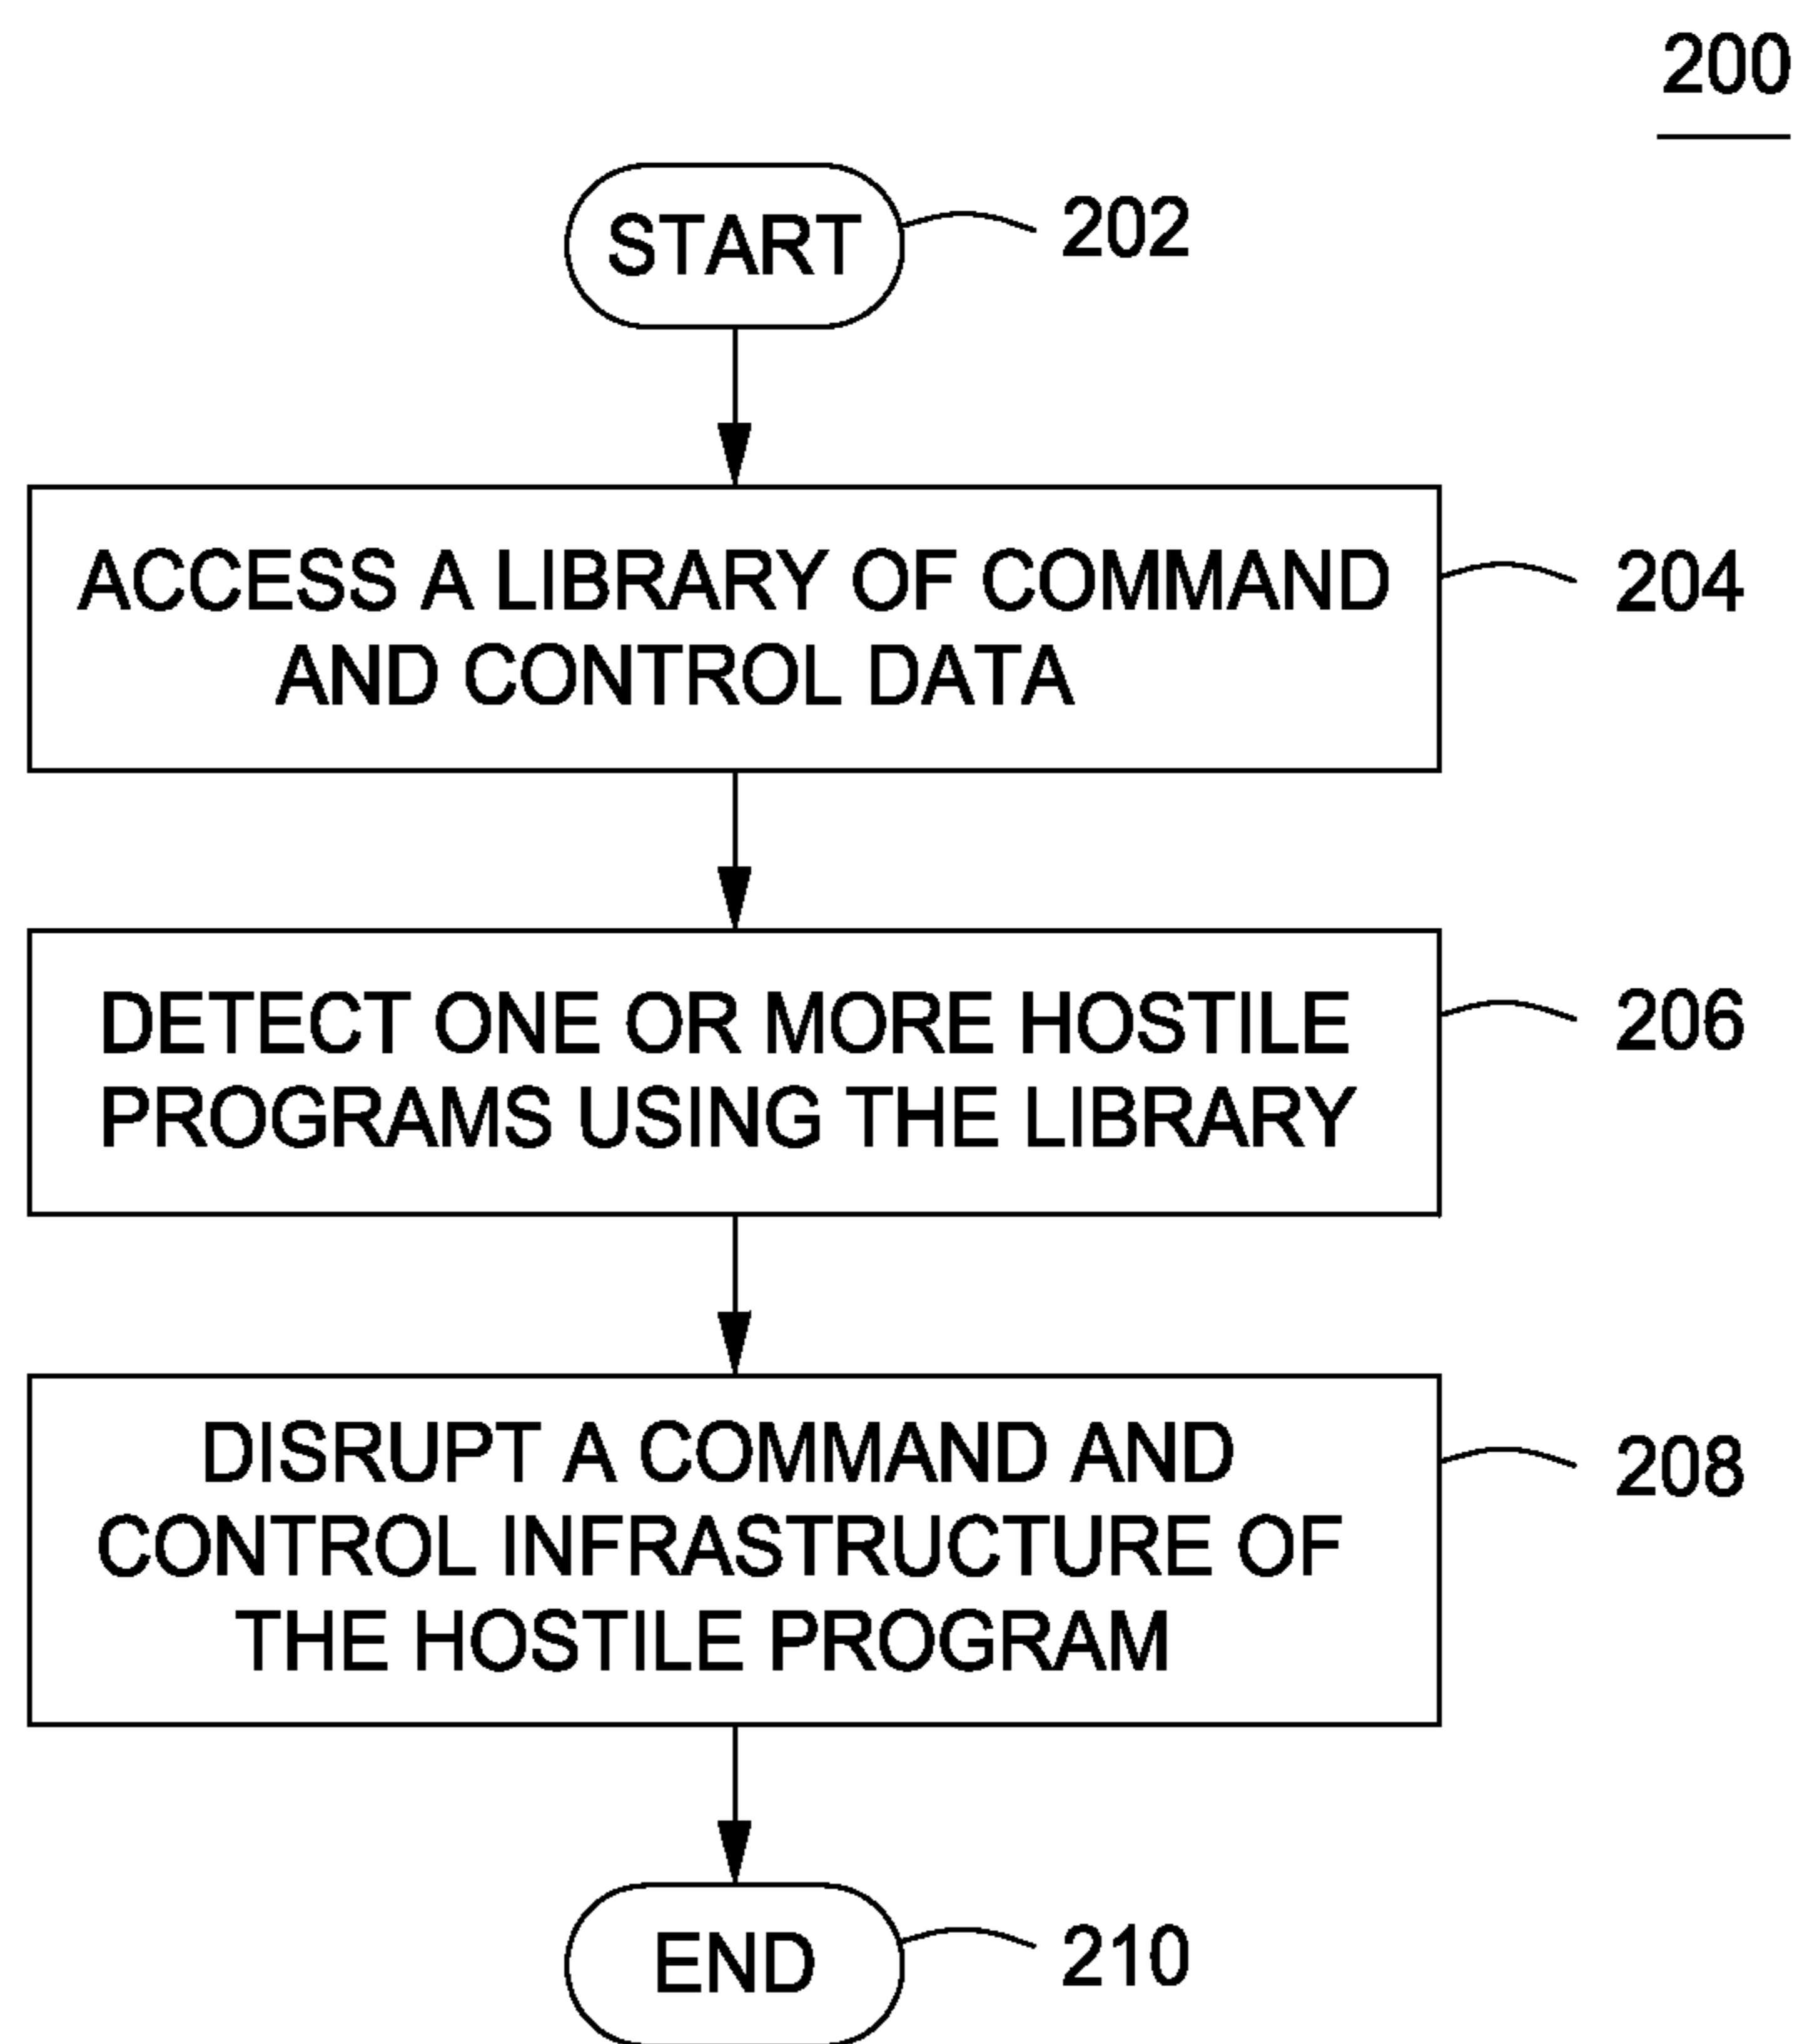 200
START
202
ACCESS A LIBRARY OF COMMAND
AND CONTROL DATA
204
DETECT ONE OR MORE HOSTILE
PROGRAMS USING THE LIBRARY
206
DISRUPT A COMMAND AND
CONTROL INFRASTRUCTURE OF
THE HOSTILE PROGRAM
208
END
210